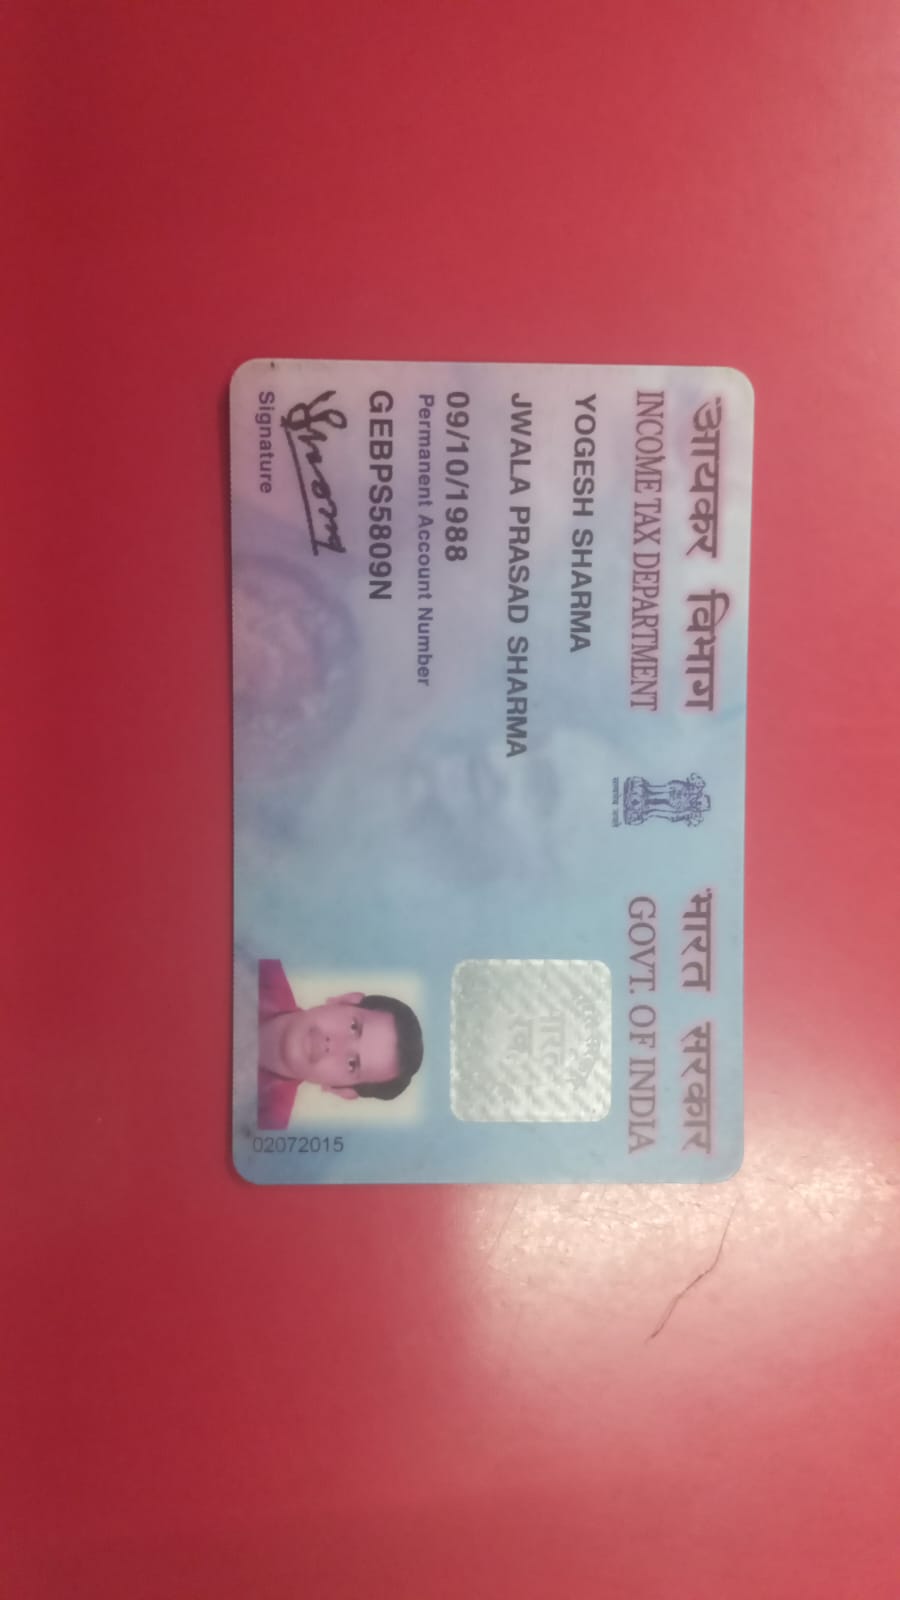 आयकर विभाग
INCOME TAX DEPARTMENT
भारत सरकार
GOVT. OF INDIA
YOGESH SHARMA
JWALA PRASAD SHARMA
09/10/1988
Permanent Account Number
GEBPS5809N
Signature
02072015